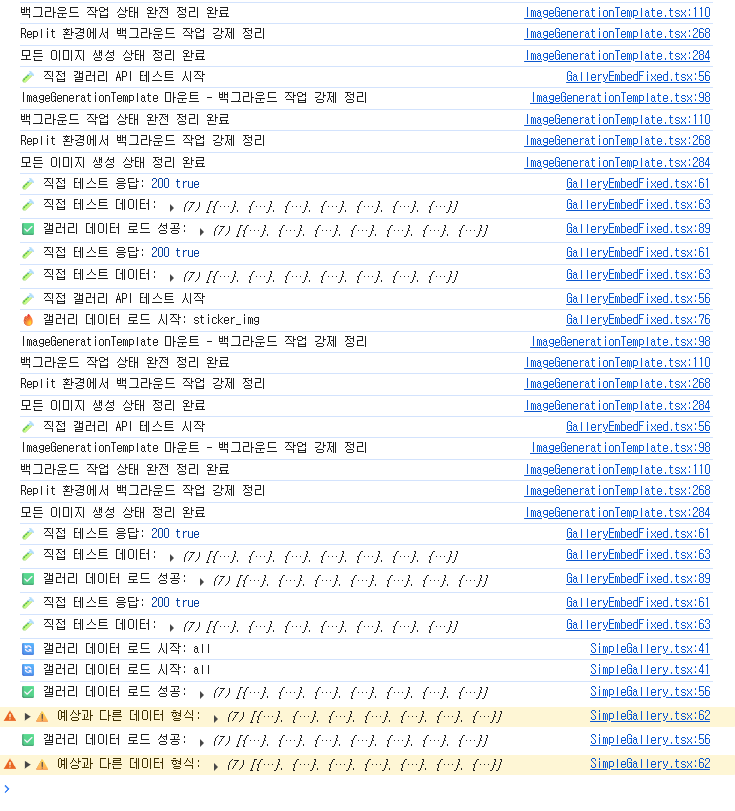 백그라운드 작업 상태 완전 정리 완료 ImageGenerationTemplate.tsx:110
Replit 환경에서 백그라운드 작업 강제 정리 ImageGenerationTemplate.tsx:268
모든 이미지 생성 상태 정리 완료 ImageGenerationTemplate.tsx:284
🧪 직접 갤러리 API 테스트 시작 GalleryEmbedFixed.tsx:56
ImageGenerationTemplate 마운트 - 백그라운드 작업 강제 정리 ImageGenerationTemplate.tsx:98
백그라운드 작업 상태 완전 정리 완료 ImageGenerationTemplate.tsx:110
Replit 환경에서 백그라운드 작업 강제 정리 ImageGenerationTemplate.tsx:268
모든 이미지 생성 상태 정리 완료 ImageGenerationTemplate.tsx:284
🧪 직접 테스트 응답: 200 true GalleryEmbedFixed.tsx:61
🧪 직접 테스트 데이터: ▶ (7) [{…}, {…}, {…}, {…}, {…}, {…}, {…}] GalleryEmbedFixed.tsx:63
✅ 갤러리 데이터 로드 성공: ▶ (7) [{…}, {…}, {…}, {…}, {…}, {…}, {…}] GalleryEmbedFixed.tsx:89
🧪 직접 테스트 응답: 200 true GalleryEmbedFixed.tsx:61
🧪 직접 테스트 데이터: ▶ (7) [{…}, {…}, {…}, {…}, {…}, {…}, {…}] GalleryEmbedFixed.tsx:63
🧪 직접 갤러리 API 테스트 시작 GalleryEmbedFixed.tsx:56
🔥 갤러리 데이터 로드 시작: sticker_img GalleryEmbedFixed.tsx:76
ImageGenerationTemplate 마운트 - 백그라운드 작업 강제 정리 ImageGenerationTemplate.tsx:98
백그라운드 작업 상태 완전 정리 완료 ImageGenerationTemplate.tsx:110
Replit 환경에서 백그라운드 작업 강제 정리 ImageGenerationTemplate.tsx:268
모든 이미지 생성 상태 정리 완료 ImageGenerationTemplate.tsx:284
🧪 직접 갤러리 API 테스트 시작 GalleryEmbedFixed.tsx:56
ImageGenerationTemplate 마운트 - 백그라운드 작업 강제 정리 ImageGenerationTemplate.tsx:98
백그라운드 작업 상태 완전 정리 완료 ImageGenerationTemplate.tsx:110
Replit 환경에서 백그라운드 작업 강제 정리 ImageGenerationTemplate.tsx:268
모든 이미지 생성 상태 정리 완료 ImageGenerationTemplate.tsx:284
🧪 직접 테스트 응답: 200 true GalleryEmbedFixed.tsx:61
🧪 직접 테스트 데이터: ▶ (7) [{…}, {…}, {…}, {…}, {…}, {…}, {…}] GalleryEmbedFixed.tsx:63
✅ 갤러리 데이터 로드 성공: ▶ (7) [{…}, {…}, {…}, {…}, {…}, {…}, {…}] GalleryEmbedFixed.tsx:89
🧪 직접 테스트 응답: 200 true GalleryEmbedFixed.tsx:61
🧪 직접 테스트 데이터: ▶ (7) [{…}, {…}, {…}, {…}, {…}, {…}, {…}] GalleryEmbedFixed.tsx:63
🔄 갤러리 데이터 로드 시작: all SimpleGallery.tsx:41
🔄 갤러리 데이터 로드 시작: all SimpleGallery.tsx:41
✅ 갤러리 데이터 로드 성공: ▶ (7) [{…}, {…}, {…}, {…}, {…}, {…}, {…}] SimpleGallery.tsx:56
▶ ⚠️ 예상과 다른 데이터 형식: ▶ (7) [{…}, {…}, {…}, {…}, {…}, {…}, {…}] SimpleGallery.tsx:62
✅ 갤러리 데이터 로드 성공: ▶ (7) [{…}, {…}, {…}, {…}, {…}, {…}, {…}] SimpleGallery.tsx:56
▶ ⚠️ 예상과 다른 데이터 형식: ▶ (7) [{…}, {…}, {…}, {…}, {…}, {…}, {…}] SimpleGallery.tsx:62